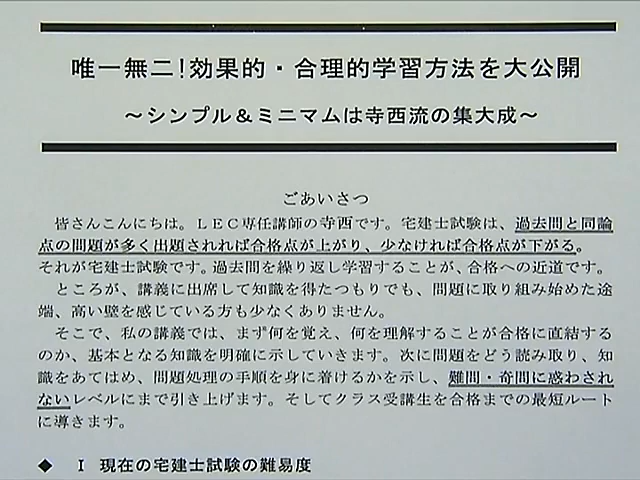 唯一無二!効果的・合理的学習方法を大公開
～シンプル＆ミニマムは寺西流の集大成～
ごあいさつ
皆さんこんにちは。ＬＥＣ専任講師の寺西です。宅建士試験は、過去問と同論
点の問題が多く出題されれば合格点が上がり、少なければ合格点が下がる。
それが宅建士試験です。過去問を繰り返し学習することが、合格への近道です。
ところが、講義に出席して知識を得たつもりでも、問題に取り組み始めた途
端、高い壁を感じている方も少なくありません。
そこで、私の講義では、まず何を覚え、何を理解することが合格に直結する
のか、基本となる知識を明確に示していきます。次に問題をどう読み取り、知
識をあてはめ、問題処理の手順を身に着けるかを示し、難問・奇問に惑わされ
ないレベルにまで引き上げます。そしてクラス受講生を合格までの最短ルート
に導きます。
◆ Ｉ 現在の宅建士試験の難易度